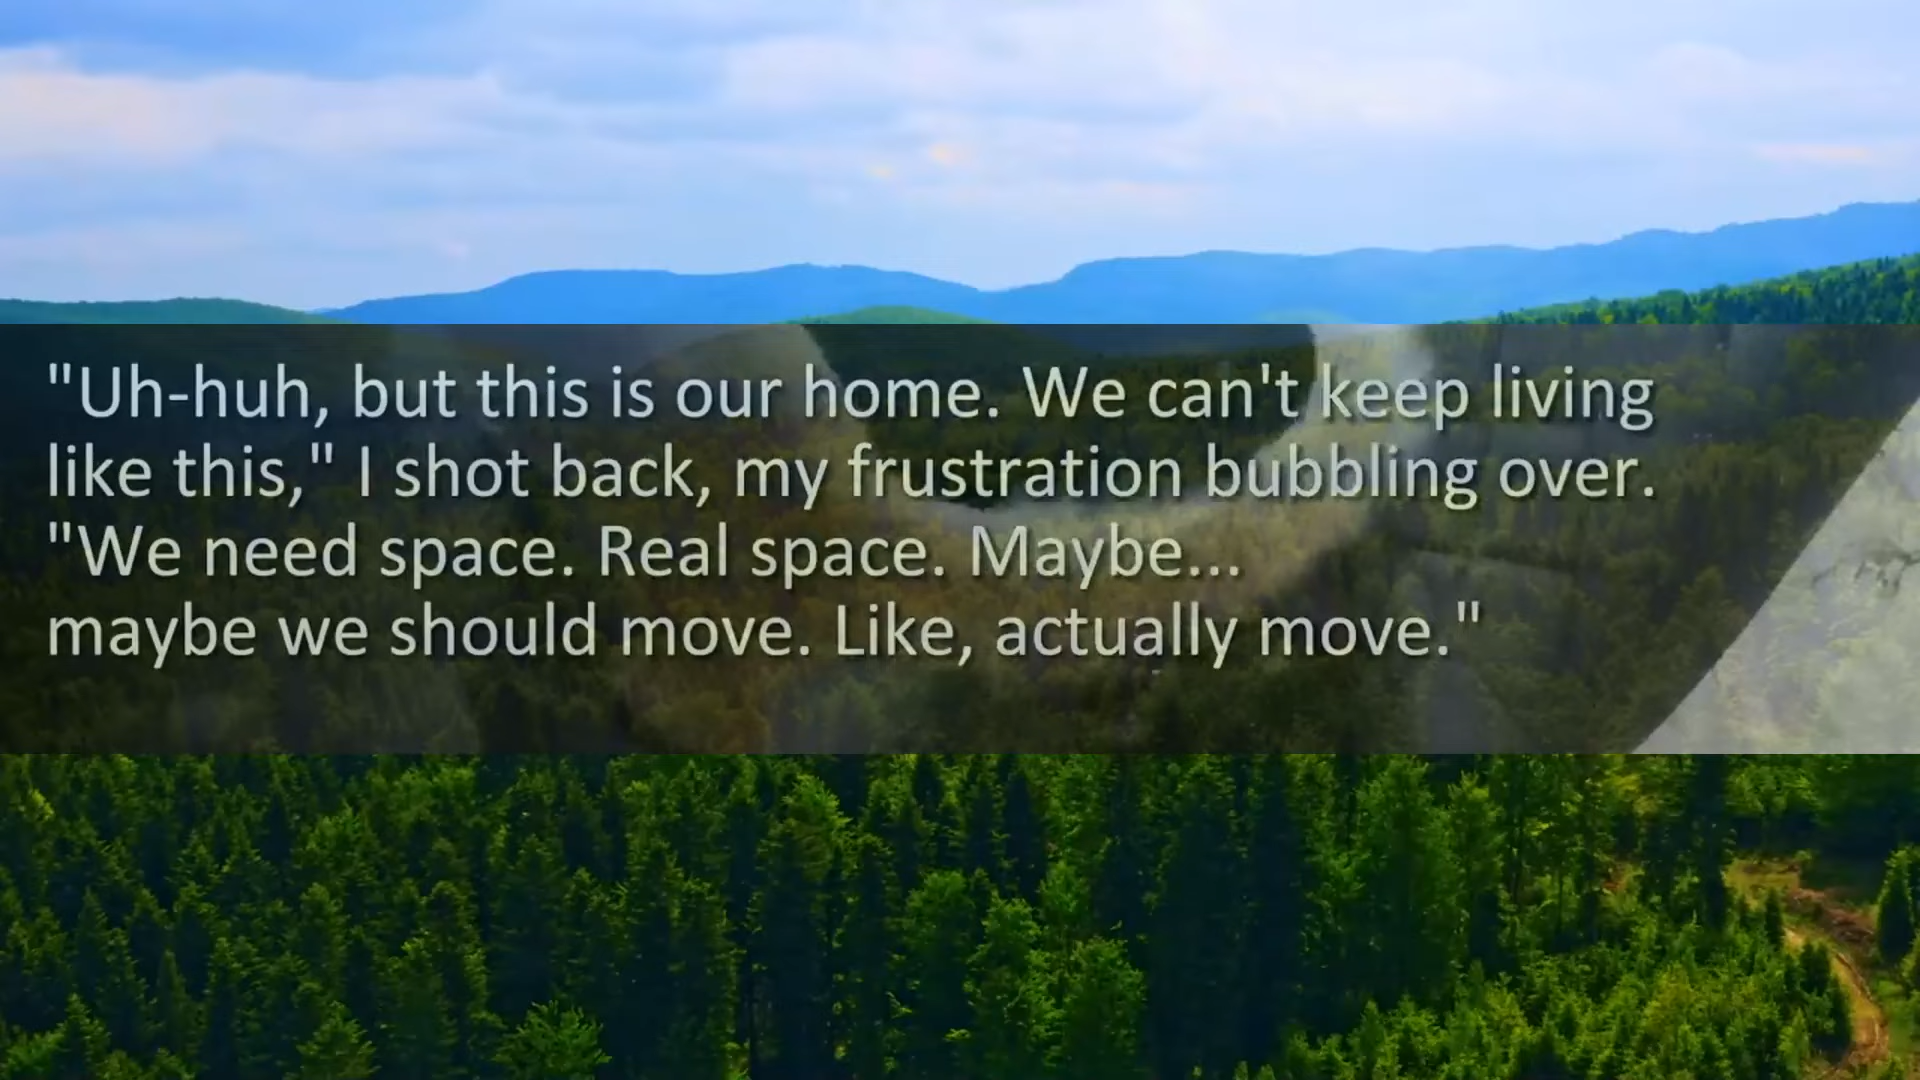 "Uh-huh, but this is our home. We can't keep living
like this," I shot back, my frustration bubbling over.
"We need space. Real space. Maybe...
maybe we should move. Like, actually move."